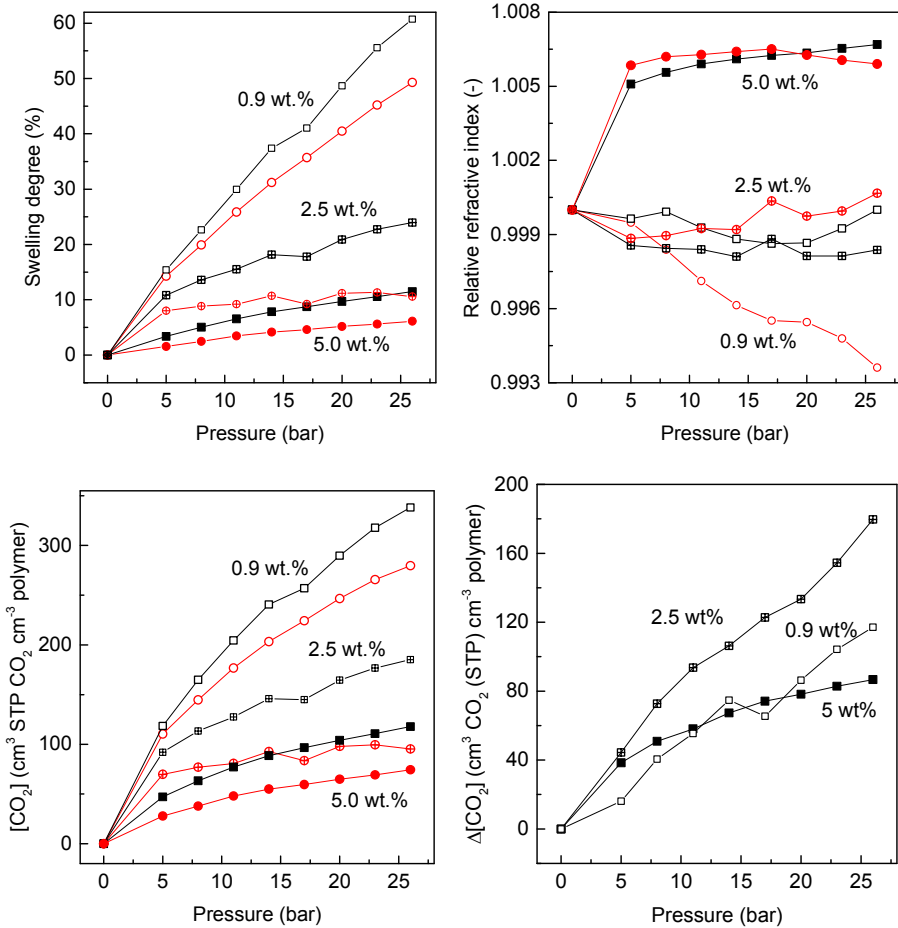 60
50
40
30
20
10
0
0 5 10 15 20 25
Swelling degree (%)
Pressure (bar)
0.9 wt.%
2.5 wt.%
5.0 wt.%
1.008
1.006
1.002
0.999
0.996
0.993
0 5 10 15 20 25
Relative refractive index (-)
Pressure (bar)
5.0 wt.%
2.5 wt.%
0.9 wt.%
300
200
100
0
0 5 10 15 20 25
[CO2] (cm3 STP CO2 cm-3 polymer)
Pressure (bar)
0.9 wt.%
2.5 wt.%
5.0 wt.%
200
160
120
80
40
0
0 5 10 15 20 25
Δ[CO2] (cm3 CO2 (STP) cm-3 polymer)
Pressure (bar)
2.5 wt%
0.9 wt%
5 wt%